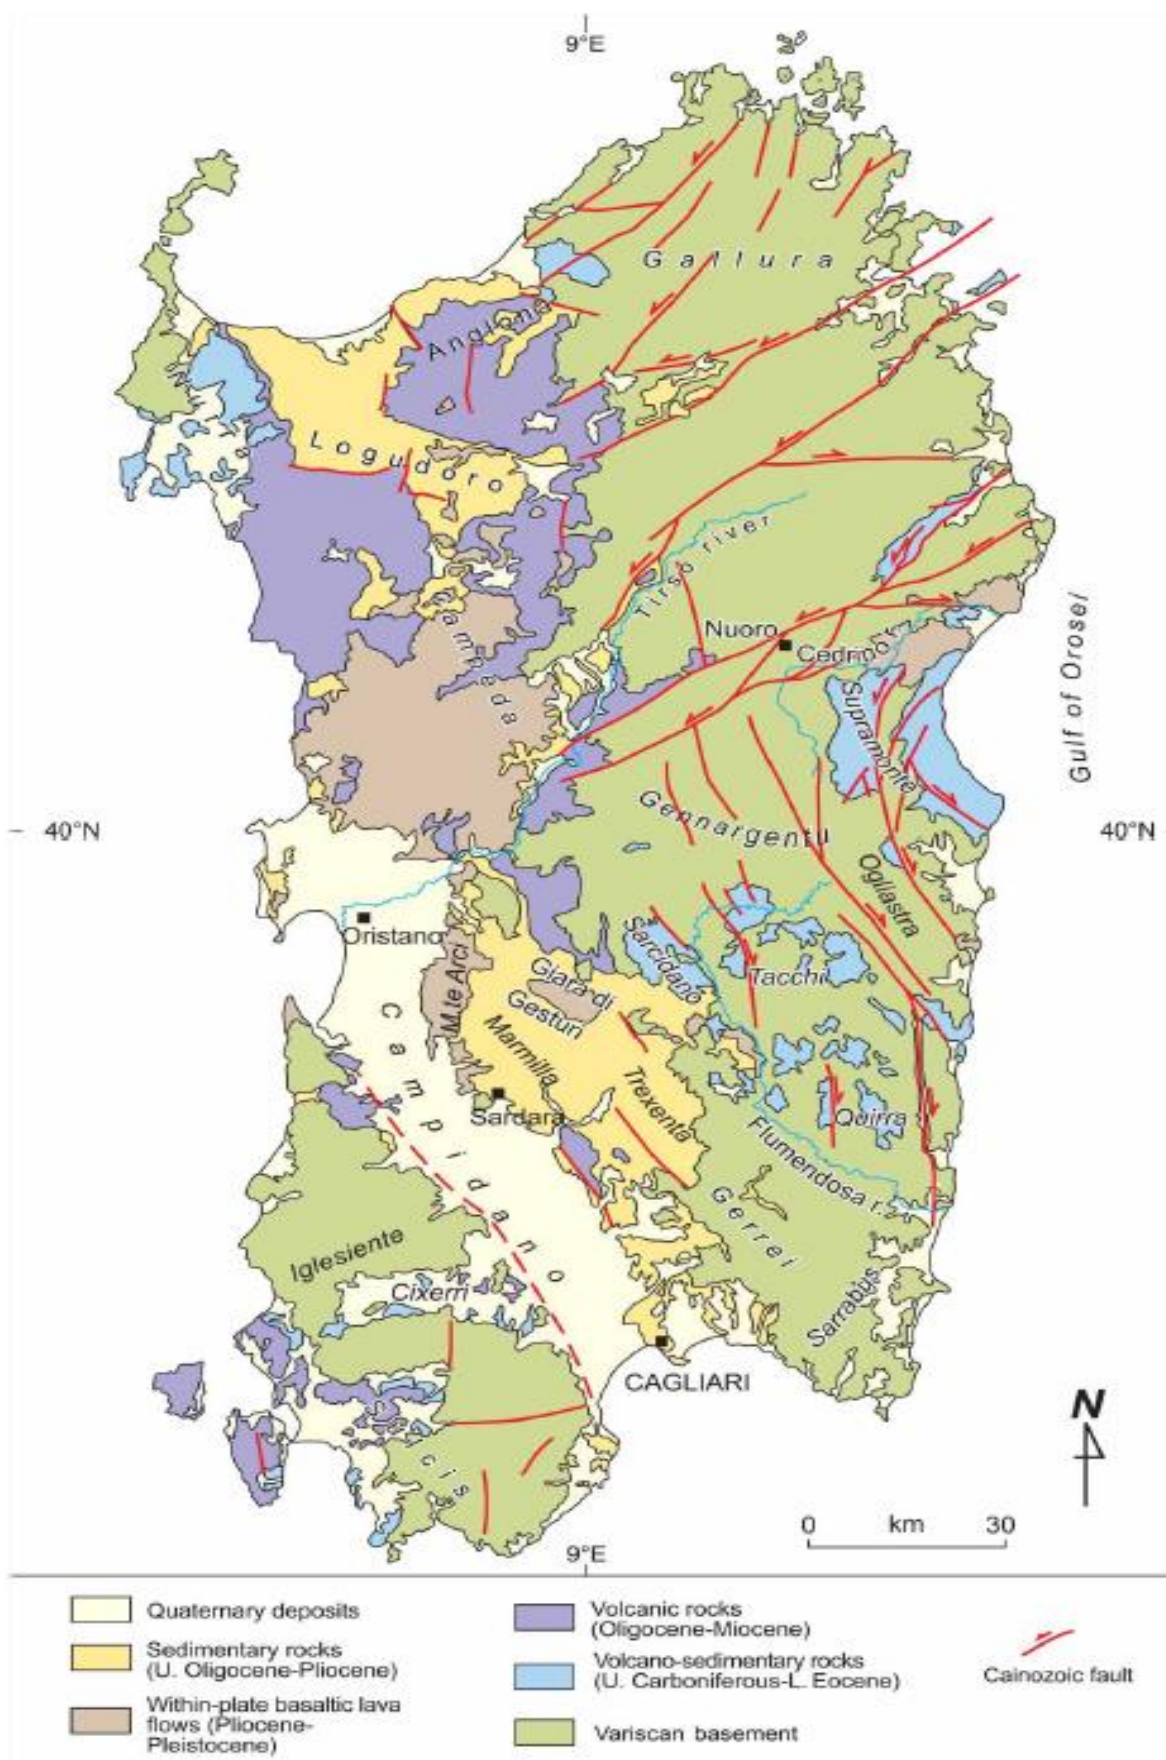 9°E
Gallura
Anglona
Logudoro
Tirso river
Campeda
Nuoro
Supramonte
Gulf of Orosei
Gennargentu
40°N
40°N
Ogliastra
Oristano
Sarcidano
M.te Arci
Giara di
Gesturi
Tacchi
Campidano
Marmilla
Trexenta
Sardara
Quirra
Flumendosa r.
Gerrei
Iglesiente
Cixerri
Sarrabus
CAGLIARI
cis
N
0 km 30
9°E
Quaternary deposits
Sedimentary rocks
(U. Oligocene-Pliocene)
Within-plate basaltic lava
flows (Pliocene-
Pleistocene)
Volcanic rocks
(Oligocene-Miocene)
Volcano-sedimentary rocks
(U. Carboniferous-L. Eocene)
Variscan basement
Cainozoic fault